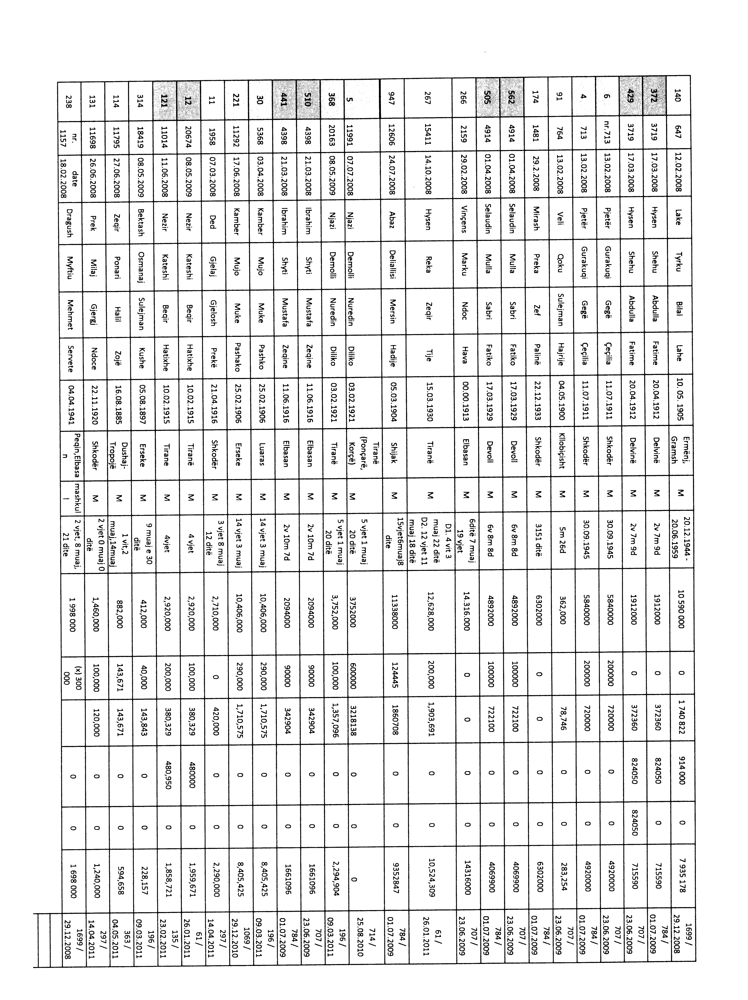 140 647 12.02.2008 Lake Tyrku Bilal Lahe 10. 05. 1905 Ermënj, Gramsh M 20.12.1944 - 20.06.1959 10 590 000 0 1 740 822 914 000 0 7 935 178 1699 / 29.12.2008
372 3719 17.03.2008 Hysen Shehu Abdulla Fatime 20.04.1912 Delvinë M 2v 7m 9d 1912000 0 372360 824050 0 715590 784 / 01.07.2009
429 3719 17.03.2008 Hysen Shehu Abdulla Fatime 20.04.1912 Delvinë M 2v 7m 9d 1912000 0 372360 824050 824050 715590 707 / 23.06.2009
6 nr.713 13.02.2008 Pjetër Gurakuqi Gegë Çeçilia 11.07.1911 Shkodër M 30.09.1945 5840000 200000 720000 0 0 4920000 707 / 23.06.2009
4 713 13.02.2008 Pjetër Gurakuqi Gegë Çeçilia 11.07.1911 Shkodër M 30.09.1945 5840000 200000 720000 0 0 4920000 784 / 01.07.2009
91 764 13.02.2008 Veli Qoku Sulejman Hajrije 04.05.1900 Kllobiçisht M 5m 26d 362,000 78,746 0 0 283,254 707 / 23.06.2009
174 1481 29.2.2008 Mirash Preka Zef Palinë 22.12.1933 Shkodër M 3151 ditë 6302000 0 0 0 0 6302000 784 / 01.07.2009
562 4914 01.04.2008 Selaudin Mulla Sabri Fatiko 17.03.1929 Devoll M 6v 8m 8d 4892000 100000 722100 0 0 4069900 707 / 23.06.2009
505 4914 01.04.2008 Selaudin Mulla Sabri Fatiko 17.03.1929 Devoll M 6v 8m 8d 4892000 100000 722100 0 0 4069900 784 / 01.07.2009
266 2159 29.02.2008 Vinçens Marku Ndoc Hava 00.00.1913 Elbasan M 6ditë 7 muaj 19 vjet 14.316.000 0 0 0 0 14316000 707 / 23.06.2009
267 15411 14.10.2008 Hysen Reka Zeqir Tije 15.03.1930 Tiranë M D1. 4 vit 3 muaj 22 ditë D2. 12 vjet 11 muaj 18 ditë 12,628,000 200,000 1,903,691 0 0 10,524,309 61 / 26.01.2011
947 12606 24.07.2008 Abaz Deliallisi Mersin Hadije 05.03.1904 Shijak M 15vjet6muaj8 dite 11338000 124445 1860708 0 0 9352847 784 / 01.07.2009
5 11991 07.07.2008 Njazi Demolli Nuredin Diliko 03.02.1921 Tiranë (Ponçarë, Korçë) M 5 vjet 1 muaj 20 ditë 3752000 600000 3218138 0 0 0 714 / 25.08.2010
368 20163 08.05.2009 Njazi Demolli Nuredin Diliko 03.02.1921 Tiranë M 5 vjet 1 muaj 20 ditë 3,752,000 100,000 1,357,096 0 0 2,294,904 196 / 09.03.2011
510 4398 21.03.2008 Ibrahim Shyti Mustafa Zeqine 11.06.1916 Elbasan M 2v 10m 7d 2094000 90000 342904 0 0 1661096 707 / 23.06.2009
441 4398 21.03.2008 Ibrahim Shyti Mustafa Zeqine 11.06.1916 Elbasan M 2v 10m 7d 2094000 90000 342904 0 0 1661096 784 / 01.07.2009
30 5368 03.04.2008 Kamber Mujo Muke Pashko 25.02.1906 Luaras M 14 vjet 3 muaj 10,406,000 290,000 1,710,575 0 0 8,405,425 196 / 09.03.2011
221 11292 17.06.2008 Kamber Mujo Muke Pashako 25.02.1906 Erseke M 14 vjet 3 muaj 10,406,000 290,000 1,710,575 0 0 8,405,425 1069 / 29.12.2010
11 1958 07.03.2008 Ded Gjelaj Gjelosh Prekë 21.04.1916 Shkodër M 3 vjet 8 muaj 12 ditë 2,710,000 0 420,000 0 0 2,290,000 297 / 14.04.2011
12 20674 08.05.2009 Nezir Kateshi Beqir Hatixhe 10.02.1915 Tiranë M 4 vjet 2,920,000 100,000 380,329 480000 0 1,959,671 61 / 26.01.2011
121 11014 11.06.2008 Nezir Kateshi Beqir Hatixhe 10.02.1915 Tirane M 4vjet 2,920,000 200,000 380,329 480,950 0 1,858,721 135 / 23.02.2011
314 18419 08.05.2009 Bektash Osmanaj Sulejman Kushe 05.08.1897 Erseke M 9 muaj e 30 ditë 412,000 40,000 143,843 0 0 228,157 196 / 09.03.2011
114 11795 27.06.2008 Zeqir Ponari Halil Zojë 16.08.1885 Dushaj-Tropojë M 1 vit,2 muaj,14muaj 882,000 143,671 143,671 0 0 594,658 363 / 04.05.2011
131 11698 26.06.2008 Prek Milaj Gjergj Ndoce 22.11.1920 Shkodër M 2 vjet 0 muaj 0 ditë 1,460,000 100,000 120,000 0 0 1,240,000 297 / 14.04.2011
238 nr. 1157 date 18.02.2008 Dragush Myftiu Mehmet Servete 04.04.1941 Peqin,Elbasa n mashkul l 2 vjet, 8 muaj, 21 dite 1 998 000 (x) 300 000 0 0 1 698 000 1699 / 29.12.2008